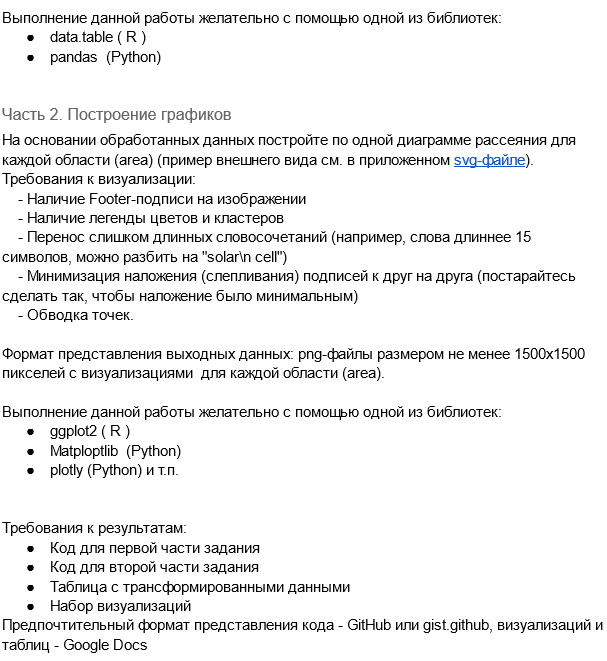 Выполнение данной работы желательно с помощью одной из библиотек:
● data.table ( R )
● pandas (Python)
Часть 2. Построение графиков
На основании обработанных данных постройте по одной диаграмме рассеяния для
каждой области (area) (пример внешнего вида см. в приложенном svg-файле).
Требования к визуализации:
- Наличие Footer-подписи на изображении
- Наличие легенды цветов и кластеров
- Перенос слишком длинных словосочетаний (например, слова длиннее 15
символов, можно разбить на "solar\n cell")
- Минимизация наложения (слепливания) подписей к друг на друга (постарайтесь
сделать так, чтобы наложение было минимальным)
- Обводка точек.
Формат представления выходных данных: png-файлы размером не менее 1500x1500
пикселей с визуализациями для каждой области (area).
Выполнение данной работы желательно с помощью одной из библиотек:
● ggplot2 ( R )
● Matploptlib (Python)
● plotly (Python) и т.п.
Требования к результатам:
● Код для первой части задания
● Код для второй части задания
● Таблица с трансформированными данными
● Набор визуализаций
Предпочтительный формат представления кода - GitHub или gist.github, визуализаций и
таблиц - Google Docs